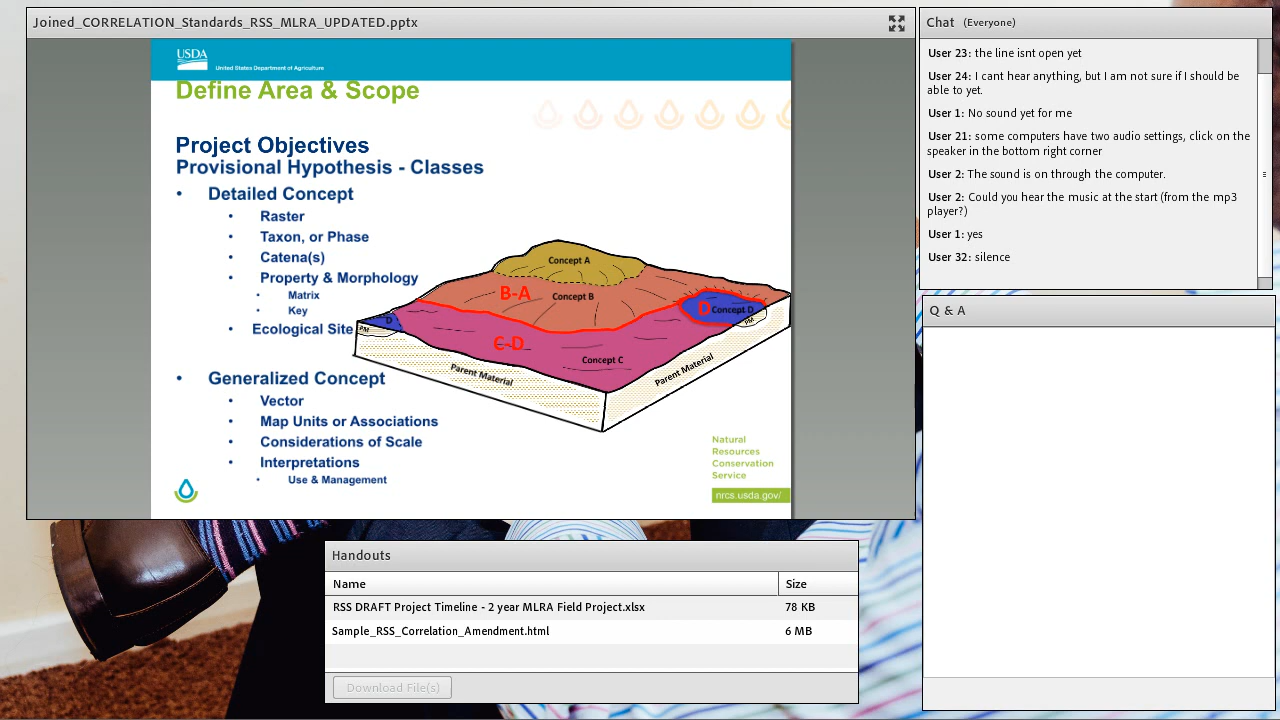 Joined_CORRELATION_Standards_RSS_MLRA_UPDATED.pptx
USDA
United States Department of Agriculture
Define Area & Scope
Project Objectives
Provisional Hypothesis - Classes
• Detailed Concept
• Raster
• Taxon, or Phase
• Catena(s)
• Property & Morphology
• Matrix
• Key
• Ecological Site
• Generalized Concept
• Vector
• Map Units or Associations
• Considerations of Scale
• Interpretations
• Use & Management
Concept A
B-A
Concept B
D
Concept D
PM
D
PM
C-D
Concept C
Parent Material
Parent Material
Natural
Resources
Conservation
Service
nrcs.usda.gov/
Chat (Everyone)
User 23: the line isnt open yet
User 24: I cant hear anything, but I am not sure if I should be
able to yet.
User 1: No sound yet for me
User 21: some computers have two audio settings, click on the
speaker in the bottom right corner
User 2: The sound is on through the computer.
User 2: Could you hear the music at the start (from the mp3
player?)
User 1: yes
User 32: silence
Q & A
Handouts
Name Size
RSS DRAFT Project Timeline - 2 year MLRA Field Project.xlsx 78 KB
Sample_RSS_Correlation_Amendment.html 6 MB
Download File(s)